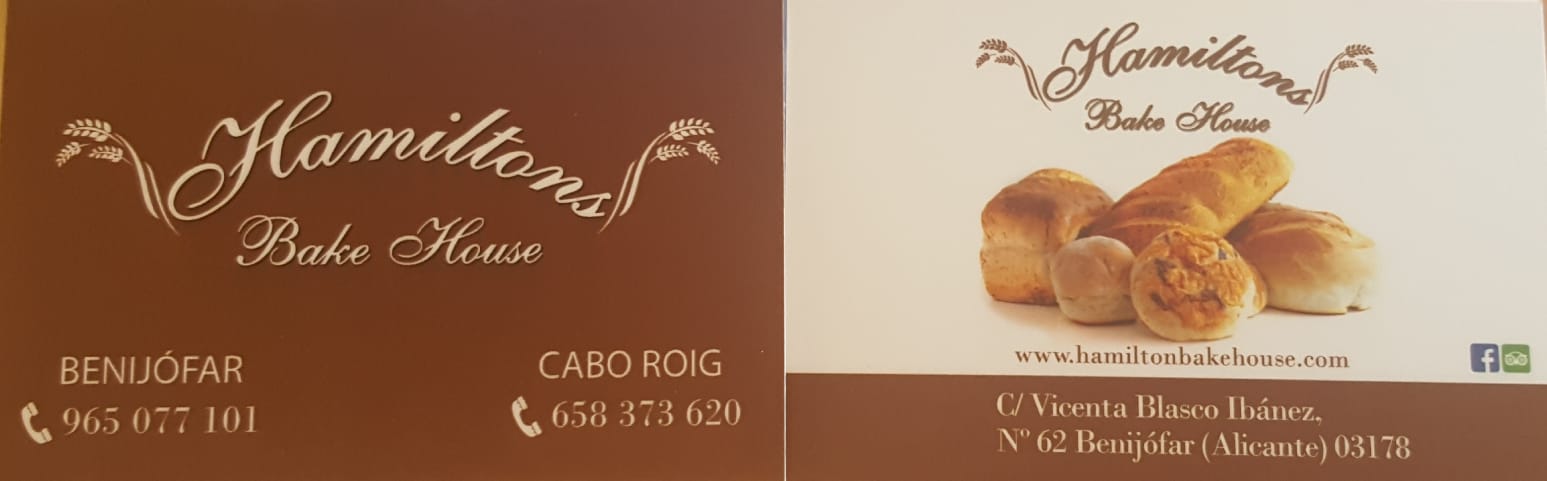 Hamiltons
Bake House
BENIJÓFAR
965 077 101
CABO ROIG
658 373 620
Hamiltons
Bake House
www.hamiltonbakehouse.com
C/ Vicenta Blasco Ibánez,
Nº 62 Benijófar (Alicante) 03178